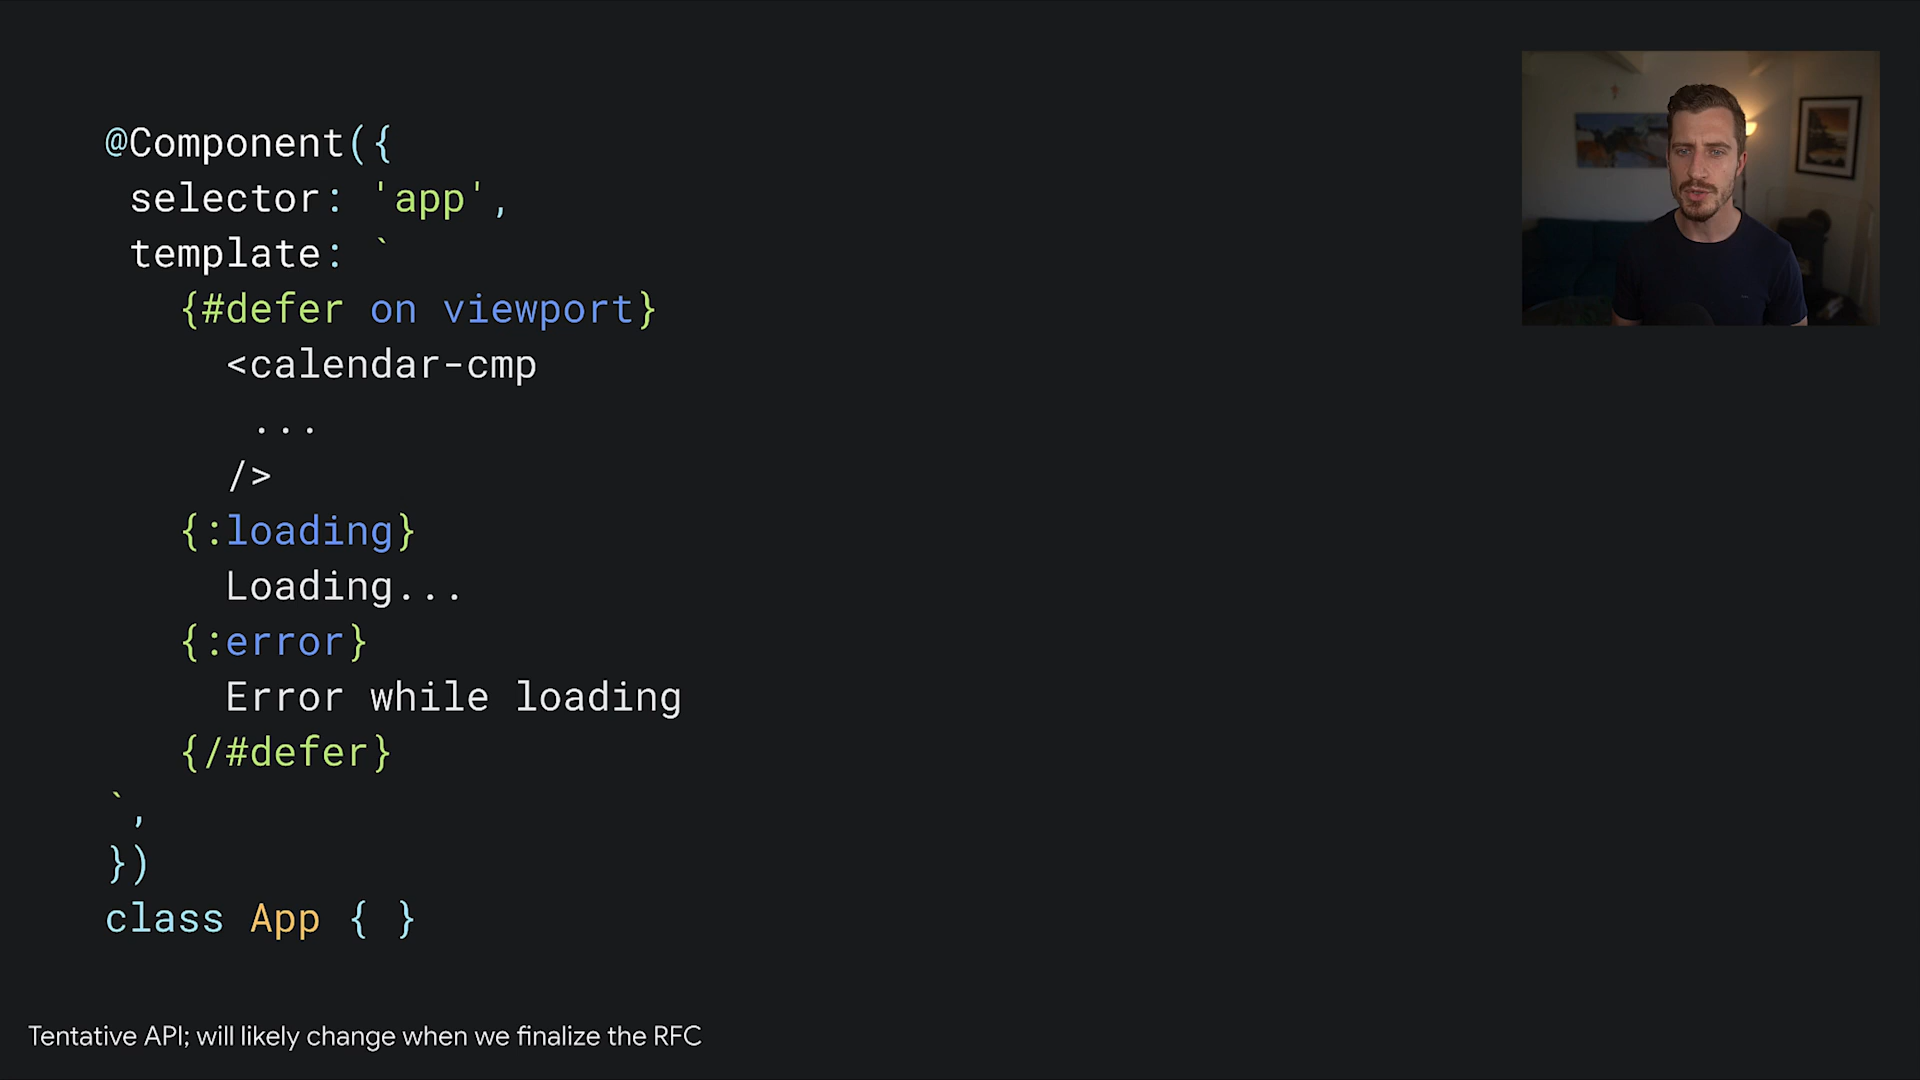 @Component({
selector: 'app',
template: `
{#defer on viewport}
<calendar-cmp
...
/>
{:loading}
Loading...
{:error}
Error while loading
{/#defer}
`,
})
class App { }
Tentative API; will likely change when we finalize the RFC